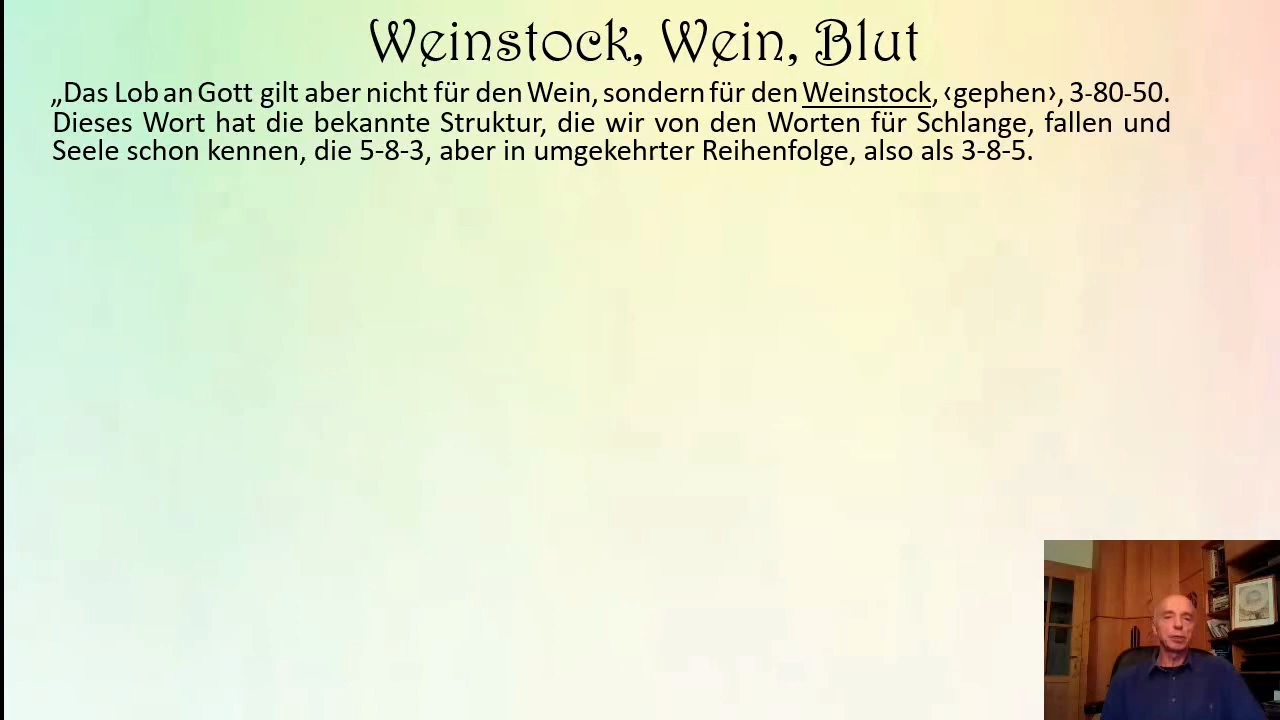 Weinstock, Wein, Blut
„Das Lob an Gott gilt aber nicht für den Wein, sondern für den Weinstock, ‹gephen›, 3-80-50.
Dieses Wort hat die bekannte Struktur, die wir von den Worten für Schlange, fallen und
Seele schon kennen, die 5-8-3, aber in umgekehrter Reihenfolge, also als 3-8-5.